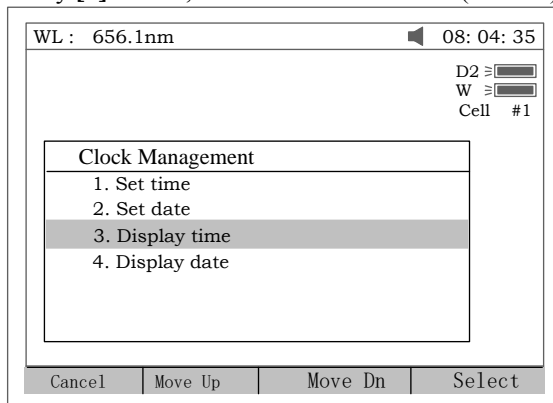 WL: 656.1nm 08: 04: 35
D2
W
Cell #1
Clock Management
1. Set time
2. Set date
3. Display time
4. Display date
Cancel Move Up Move Dn Select